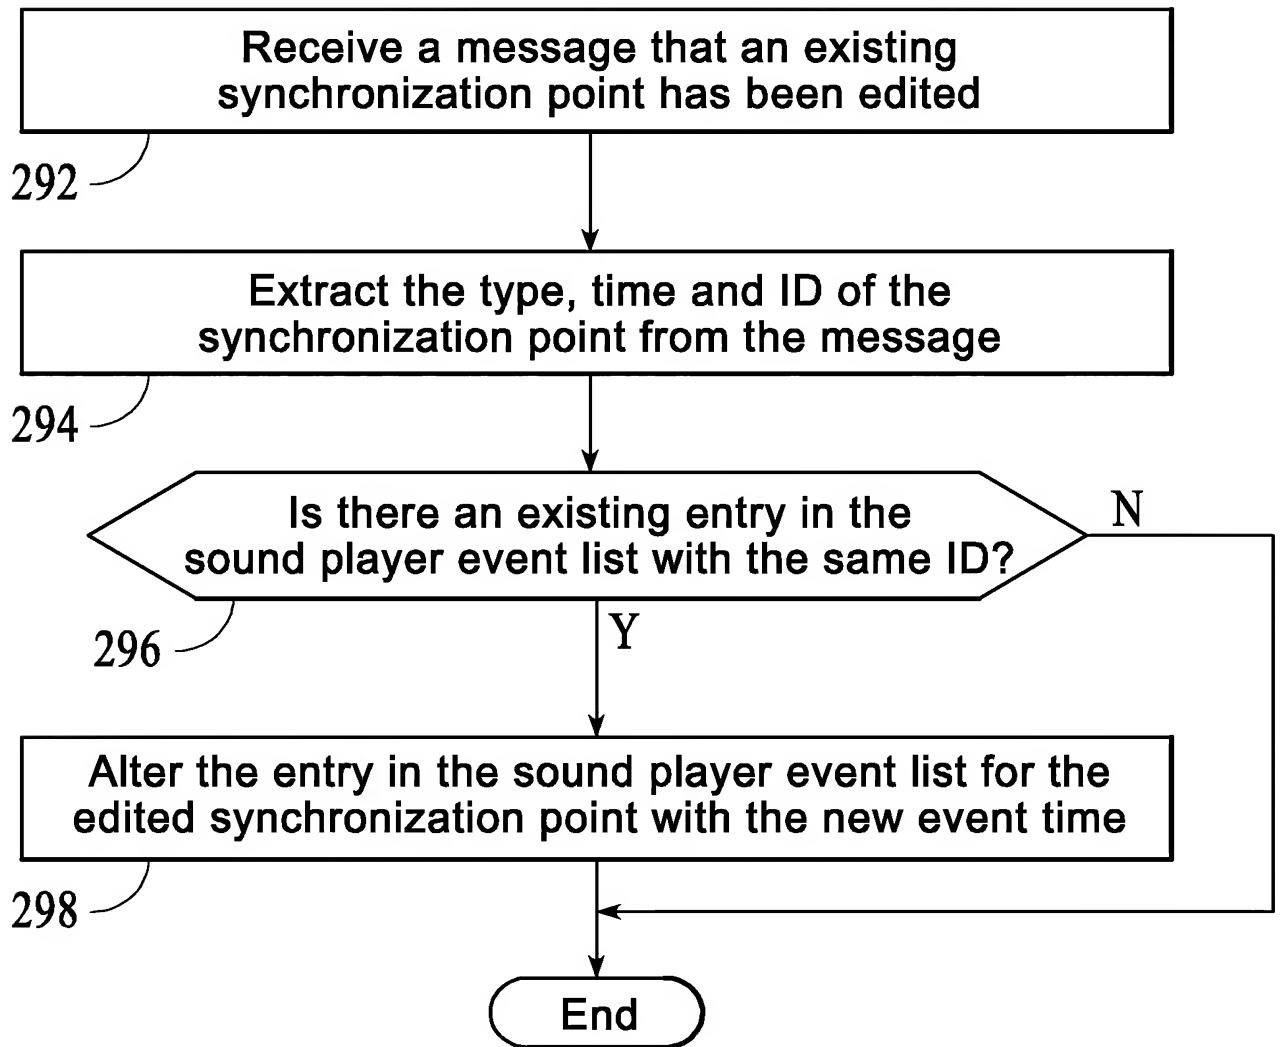 Receive a message that an existing
synchronization point has been edited
292
Extract the type, time and ID of the
synchronization point from the message
294
Is there an existing entry in the
sound player event list with the same ID?
N
296
Y
Alter the entry in the sound player event list for the
edited synchronization point with the new event time
298
End